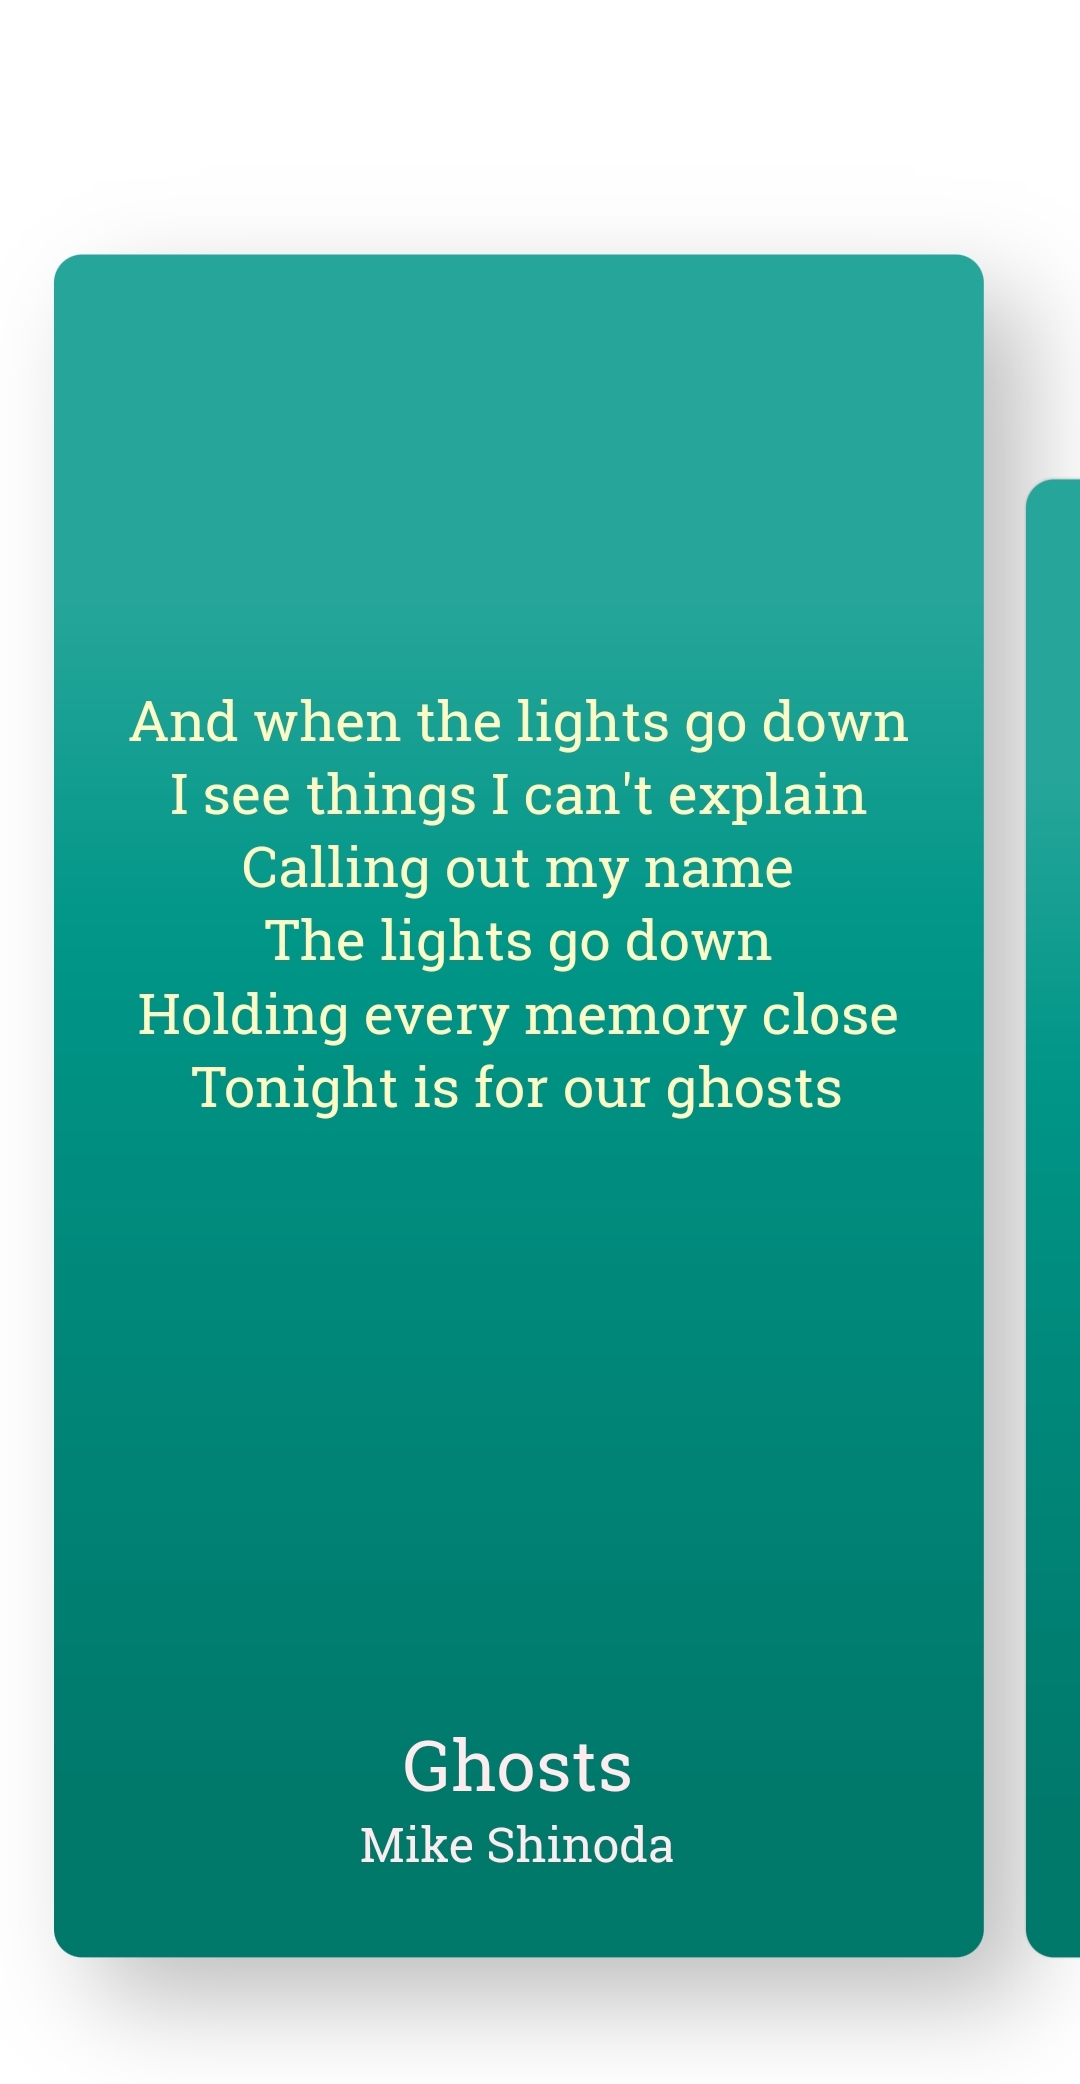 And when the lights go down
I see things I can't explain
Calling out my name
The lights go down
Holding every memory close
Tonight is for our ghosts
Ghosts
Mike Shinoda